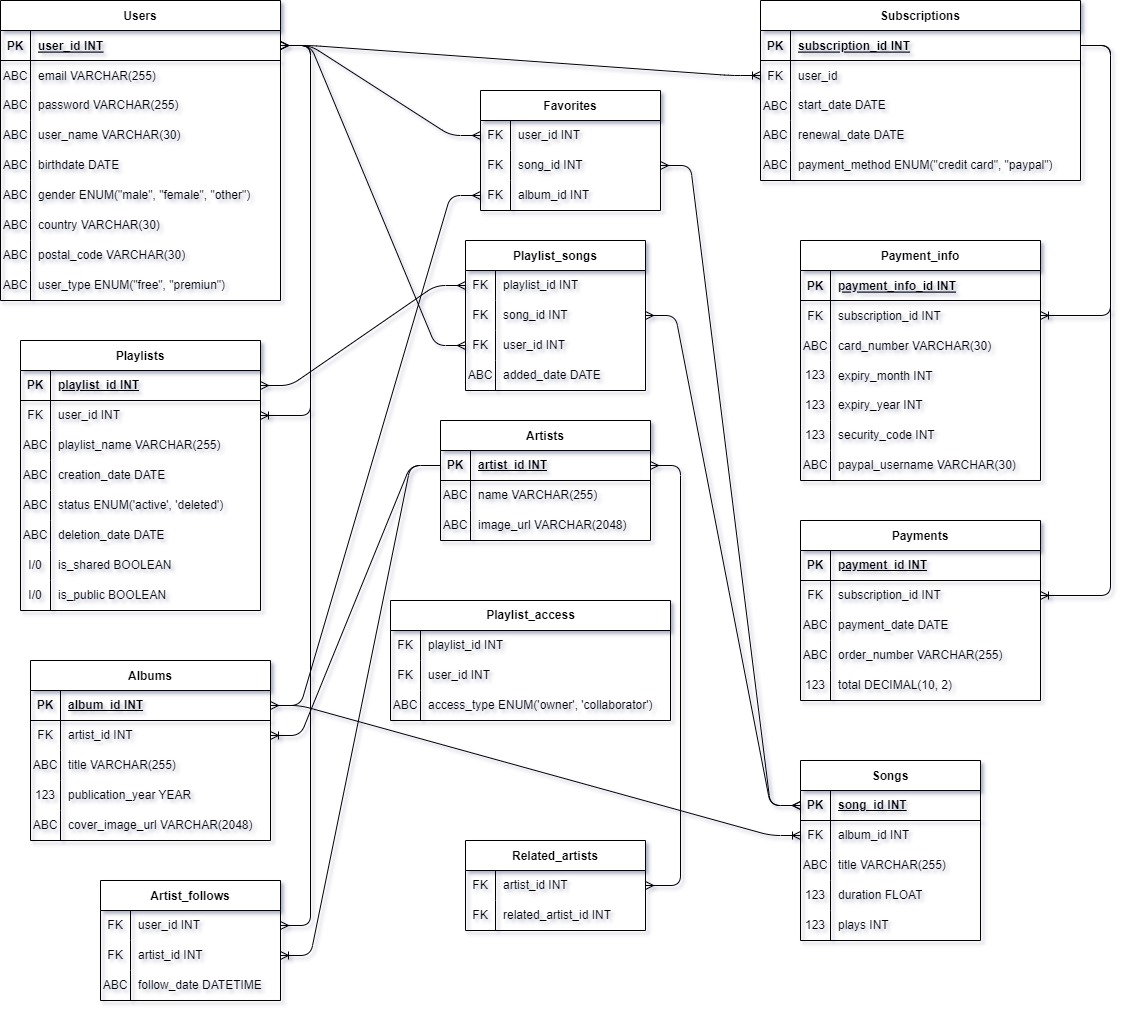 Users
PK user_id INT
ABC email VARCHAR(255)
ABC password VARCHAR(255)
ABC user_name VARCHAR(30)
ABC birthdate DATE
ABC gender ENUM("male", "female", "other")
ABC country VARCHAR(30)
ABC postal_code VARCHAR(30)
ABC user_type ENUM("free", "premiun")
Subscriptions
PK subscription_id INT
FK user_id
ABC start_date DATE
ABC renewal_date DATE
ABC payment_method ENUM("credit card", "paypal")
Favorites
FK user_id INT
FK song_id INT
FK album_id INT
Playlist_songs
FK playlist_id INT
FK song_id INT
FK user_id INT
ABC added_date DATE
Payment_info
PK payment_info_id INT
FK subscription_id INT
ABC card_number VARCHAR(30)
123 expiry_month INT
123 expiry_year INT
123 security_code INT
ABC paypal_username VARCHAR(30)
Playlists
PK playlist_id INT
FK user_id INT
ABC playlist_name VARCHAR(255)
ABC creation_date DATE
ABC status ENUM('active', 'deleted')
ABC deletion_date DATE
I/0 is_shared BOOLEAN
I/0 is_public BOOLEAN
Artists
PK artist_id INT
ABC name VARCHAR(255)
ABC image_url VARCHAR(2048)
Payments
PK payment_id INT
FK subscription_id INT
ABC payment_date DATE
ABC order_number VARCHAR(255)
123 total DECIMAL(10, 2)
Playlist_access
FK playlist_id INT
FK user_id INT
ABC access_type ENUM('owner', 'collaborator')
Albums
PK album_id INT
FK artist_id INT
ABC title VARCHAR(255)
123 publication_year YEAR
ABC cover_image_url VARCHAR(2048)
Songs
PK song_id INT
FK album_id INT
ABC title VARCHAR(255)
123 duration FLOAT
123 plays INT
Related_artists
FK artist_id INT
FK related_artist_id INT
Artist_follows
FK user_id INT
FK artist_id INT
ABC follow_date DATETIME